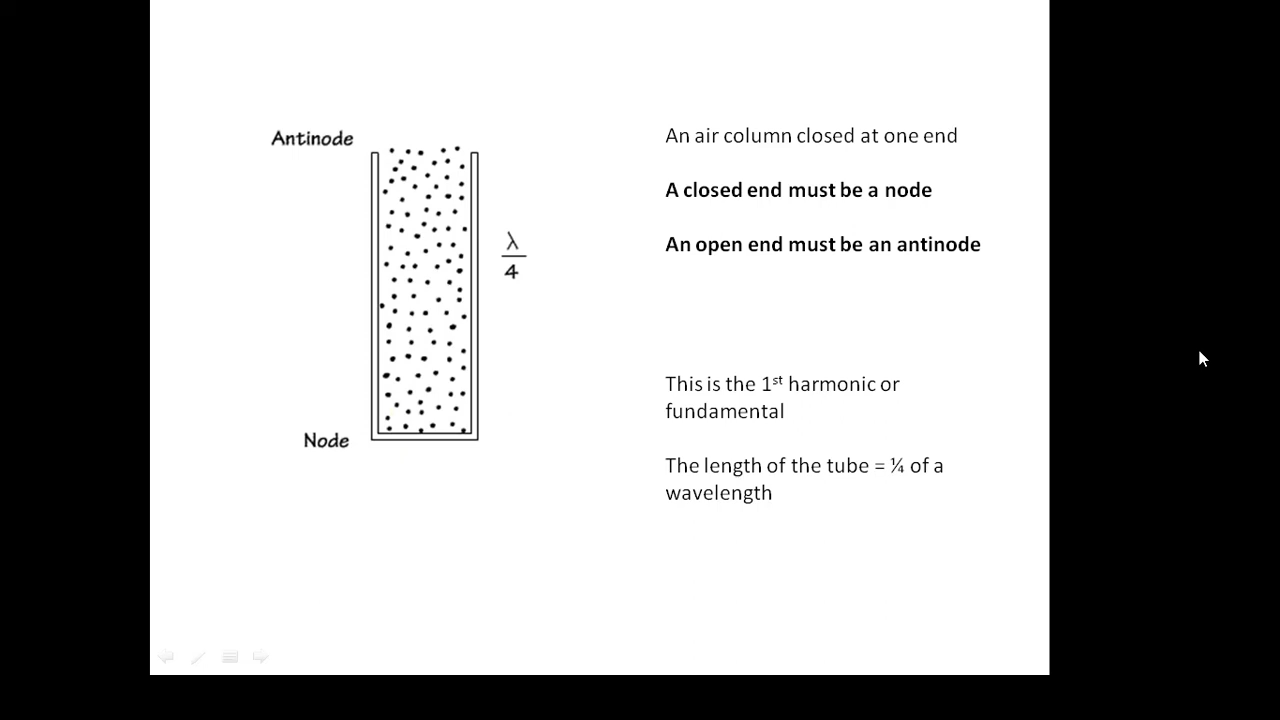 Antinode
An air column closed at one end
A closed end must be a node
λ
4
An open end must be an antinode
This is the 1st harmonic or
fundamental
Node
The length of the tube = ¼ of a
wavelength